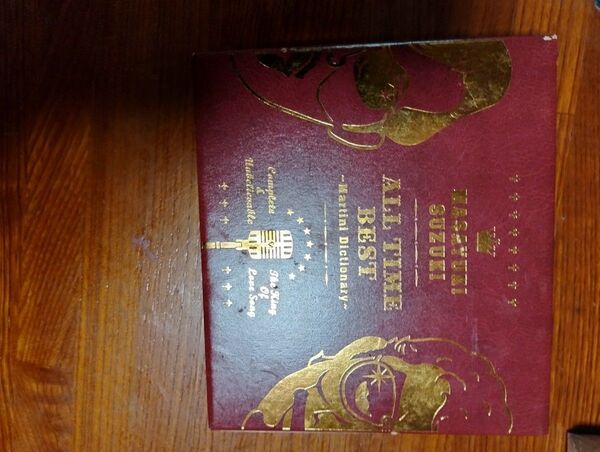 MASAYUKI
SUZUKI
ALL TIME
BEST
~Martini Dictionary~
Complete
&
Unbelievable
The King
Of
Love Song